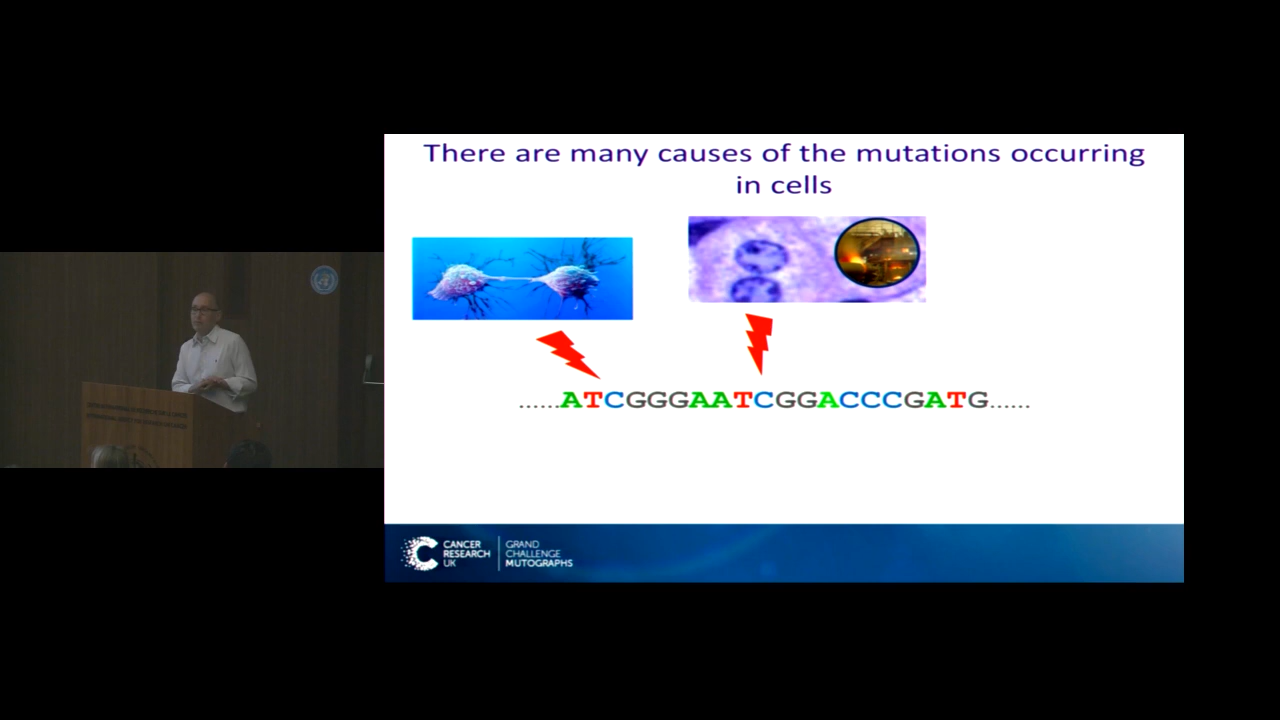 There are many causes of the mutations occurring
in cells
......ATCGGGAATCGGACCCGATG......
CANCER
RESEARCH
UK
GRAND
CHALLENGE
MUTOGRAPHS